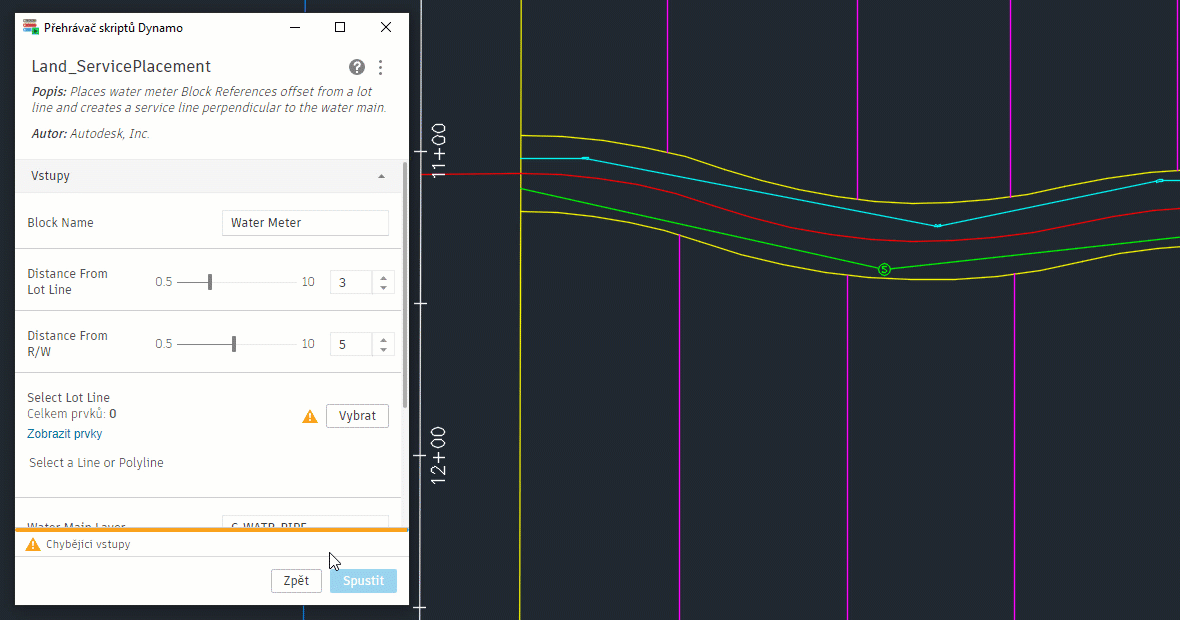 Přehrávač skriptů Dynamo
Land_ServicePlacement
Popis: Places water meter Block References offset from a lot
line and creates a service line perpendicular to the water main.
Autor: Autodesk, Inc.
Vstupy
Block Name
Water Meter
Distance From
Lot Line
0.5
10
3
Distance From
R/W
0.5
10
5
Select Lot Line
Celkem prvků: 0
Zobrazit prvky
Vybrat
Select a Line or Polyline
Water Main Layer
C-WATR-PIPE
Chybějící vstupy
Zpět
Spustit
11+00
12+00
S